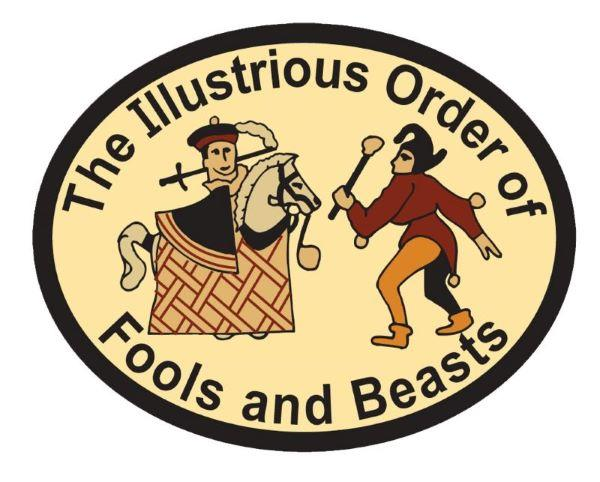 The Illustrious Order of
Fools and Beasts